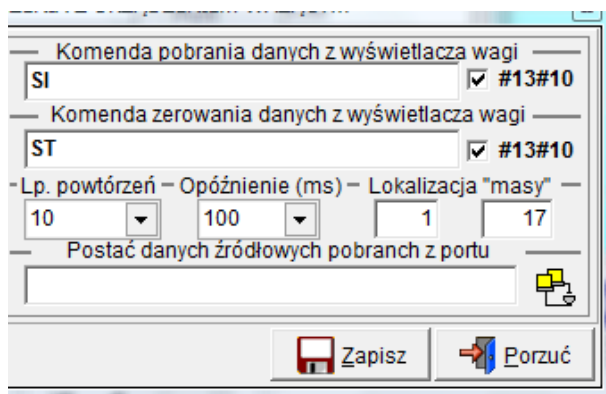 Komenda pobrania danych z wyświetlacza wagi
SI #13#10
Komenda zerowania danych z wyświetlacza wagi
ST #13#10
Lp. powtórzeń Opóźnienie (ms) Lokalizacja "masy"
10 100 1 17
Postać danych źródłowych pobranch z portu
Zapisz Porzuć